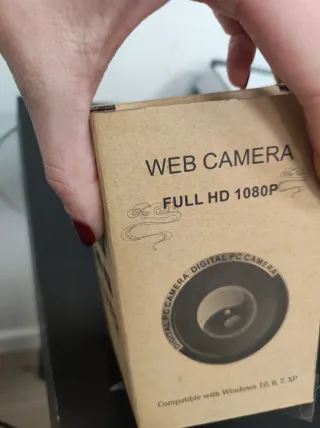 WEB CAMERA
FULL HD 1080P
DIGITAL PC CAMERA DIGITAL PC CAMERA
Compatible with Windows 10, 8, 7, XP